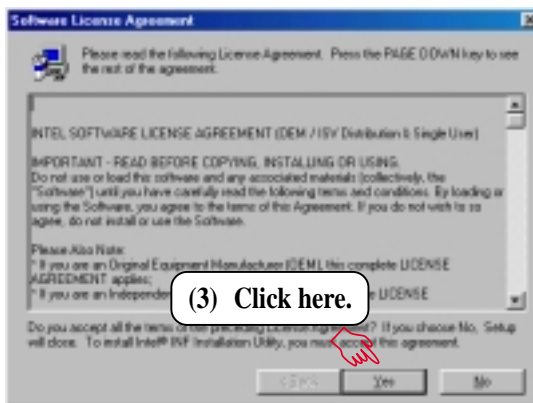 Software License Agreement
Please read the following License Agreement. Press the PAGE DOWN key to see
the rest of the agreement.
INTEL SOFTWARE LICENSE AGREEMENT (OEM / ISV Distribution & Single User)
IMPORTANT - READ BEFORE COPYING, INSTALLING OR USING.
Do not use or load this software and any associated materials (collectively, the
"Software") until you have carefully read the following terms and conditions. By loading or
using the Software, you agree to the terms of this Agreement. If you do not wish to so
agree, do not install or use the Software.
Please Also Note:
* If you are an Original Equipment Manufacturer (OEM), this complete LICENSE
AGREEMENT applies;
* If you are an Independent LICENSE
(3) Click here.
Do you accept all the terms of the preceding License Agreement? If you choose No, Setup
will close. To install Intel® INF Installation Utility, you must accept this agreement.
< Back
Yes
No